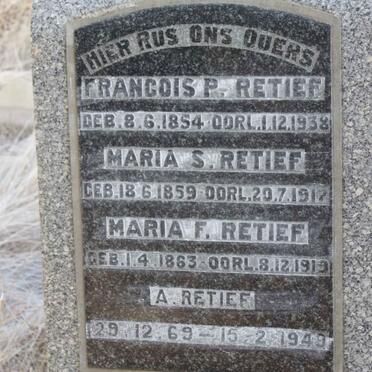 HIER RUS ONS OUERS
FRANCOIS P. RETIEF
GEB. 8.6.1854-OORL.1.12.1938
MARIA S. RETIEF
GEB.18.6.1859-OORL.20.7.1917
MARIA F. RETIEF
GEB.1.4.1863-OORL.8.12.1919
A. RETIEF
29.12.69-15.2.1949